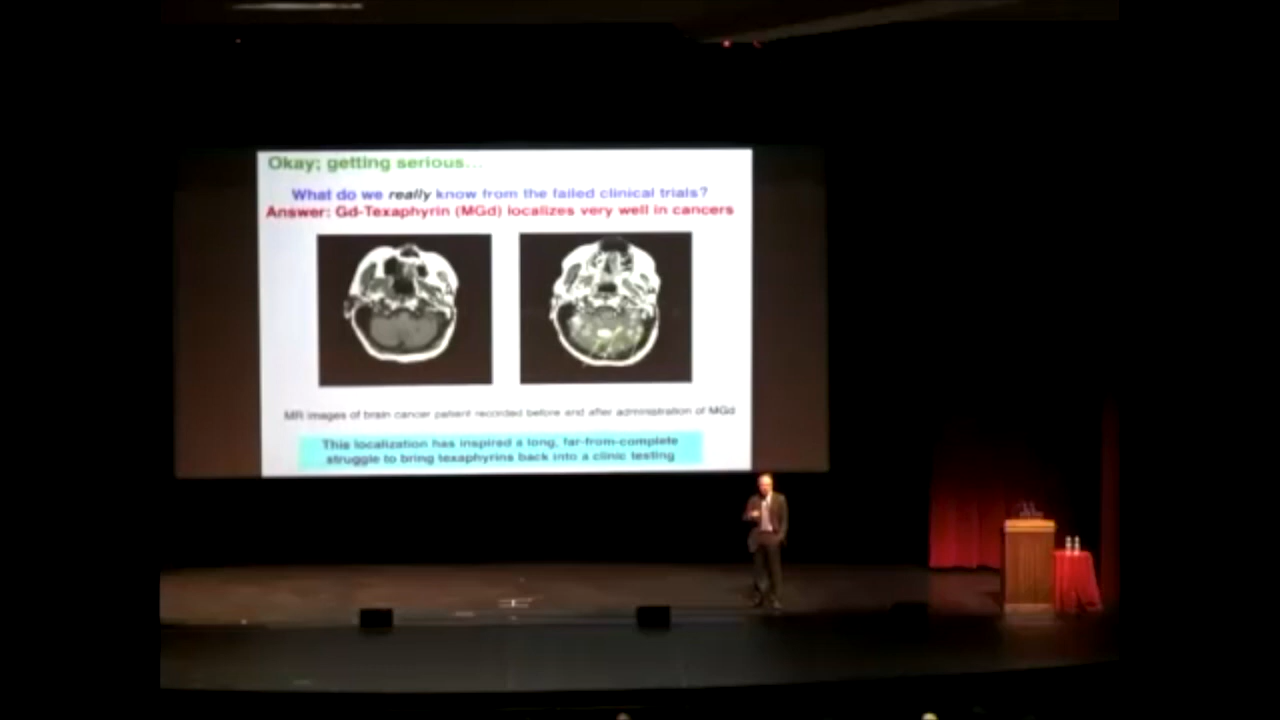 Okay; getting serious...
What do we really know from the failed clinical trials?
Answer: Gd-Texaphyrin (MGd) localizes very well in cancers
MR images of brain cancer patient recorded before and after administration of MGd
This localization has inspired a long, far-from-complete
struggle to bring texaphyrins back into a clinic testing